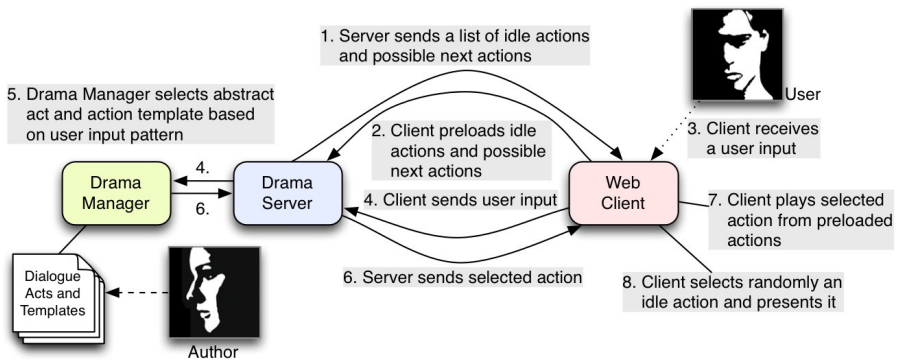 1. Server sends a list of idle actions
and possible next actions
5. Drama Manager selects abstract
act and action template based
on user input pattern
User
2. Client preloads idle
actions and possible
next actions
3. Client receives
a user input
4.
6.
Drama
Manager
Drama
Server
Web
Client
4. Client sends user input
7. Client plays selected
action from preloaded
actions
6. Server sends selected action
8. Client selects randomly an
idle action and presents it
Dialogue
Acts and
Templates
Author